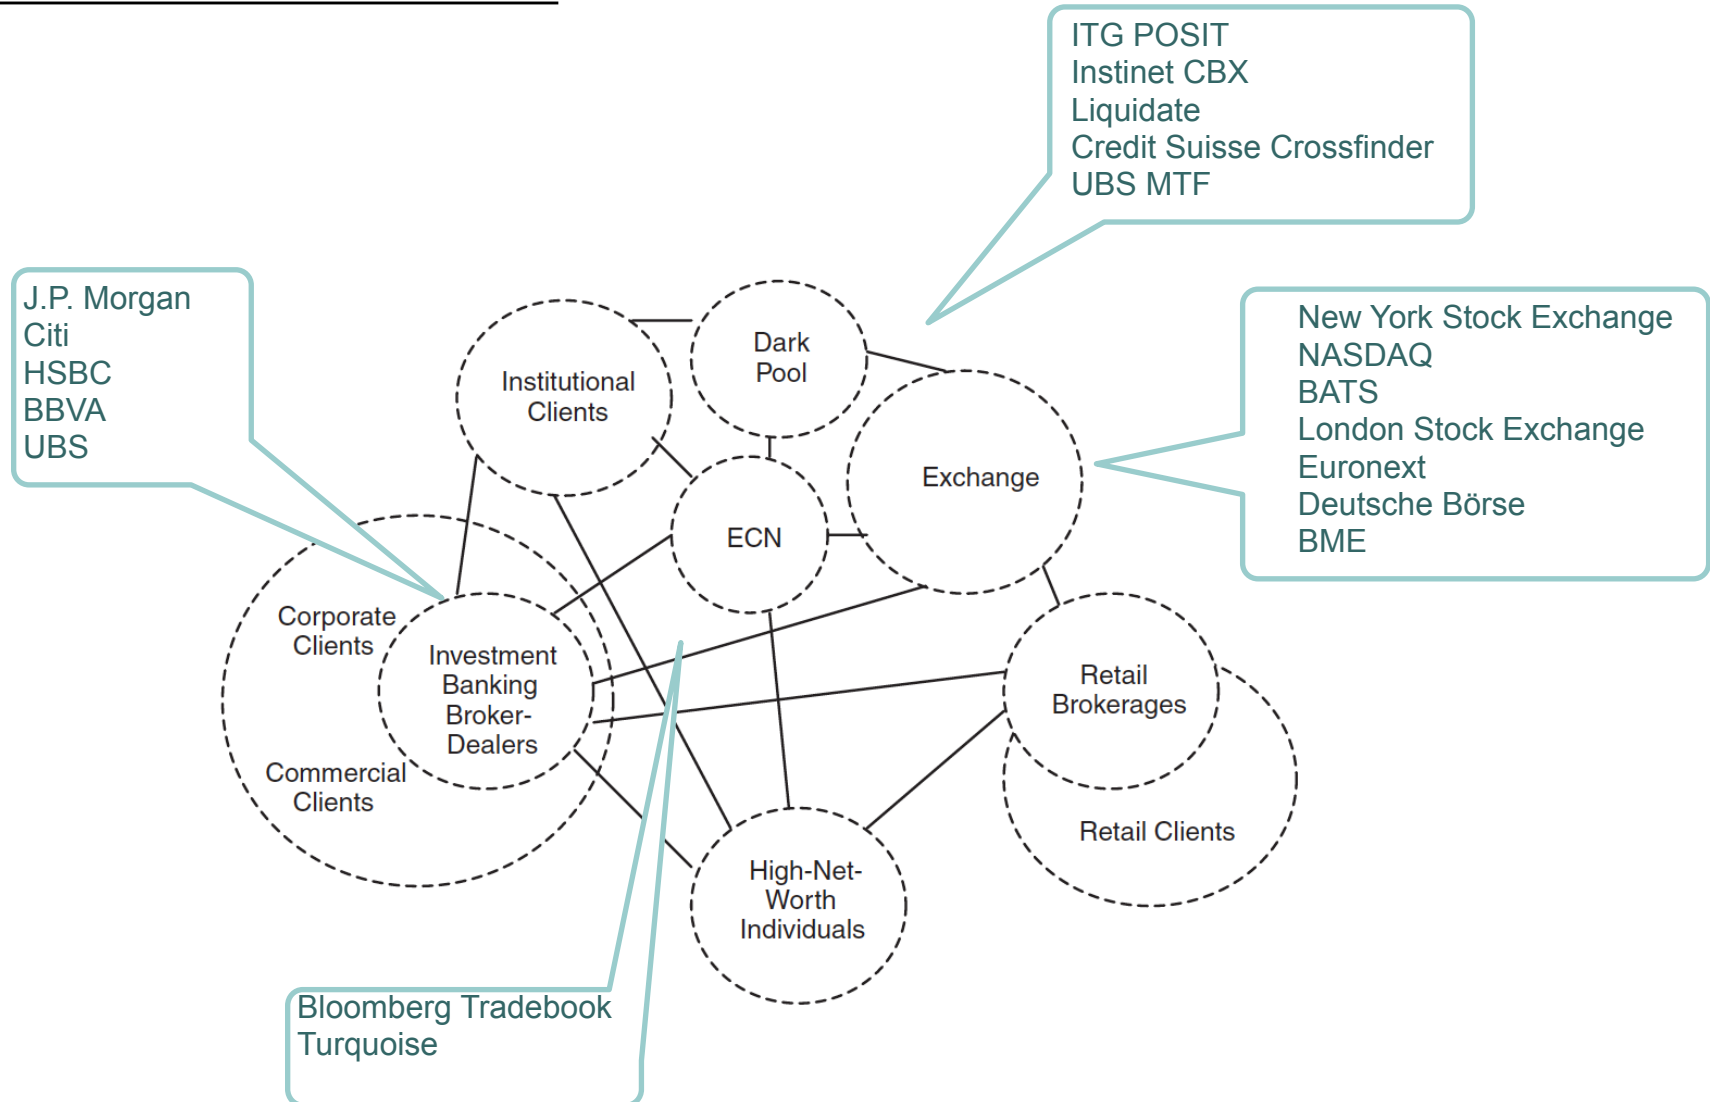 ITG POSIT
Instinet CBX
Liquidate
Credit Suisse Crossfinder
UBS MTF
J.P. Morgan
Citi
HSBC
BBVA
UBS
New York Stock Exchange
NASDAQ
BATS
London Stock Exchange
Euronext
Deutsche Börse
BME
Dark
Pool
Institutional
Clients
Exchange
ECN
Corporate
Clients
Investment
Banking
Broker-
Dealers
Commercial
Clients
Retail
Brokerages
Retail Clients
High-Net-
Worth
Individuals
Bloomberg Tradebook
Turquoise